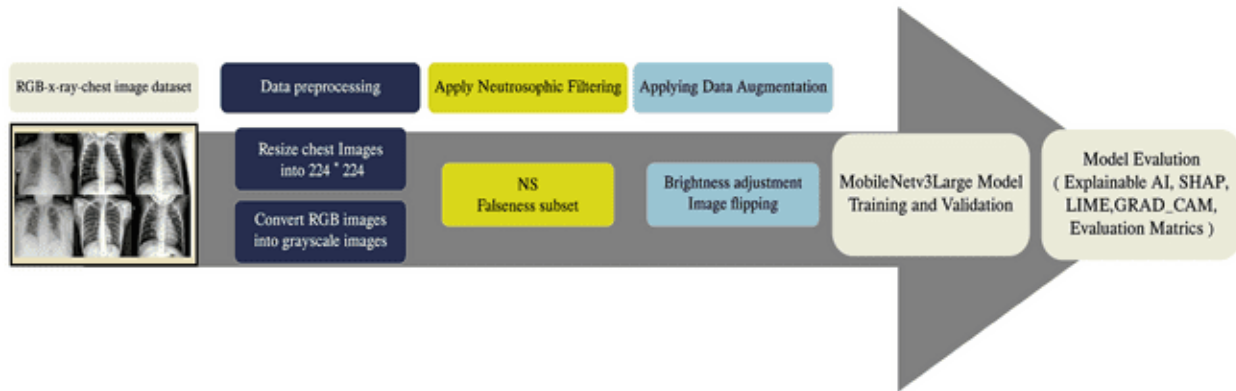 RGB-x-ray-chest image dataset
Data preprocessing
Apply Neutrosophic Filtering
Applying Data Augmentation
Resize chest Images
into 224 * 224
Convert RGB images
into grayscale images
NS
Falseness subset
Brightness adjustment
Image flipping
MobileNetv3Large Model
Training and Validation
Model Evalution
( Explainable AI, SHAP,
LIME,GRAD_CAM,
Evaluation Matrics )